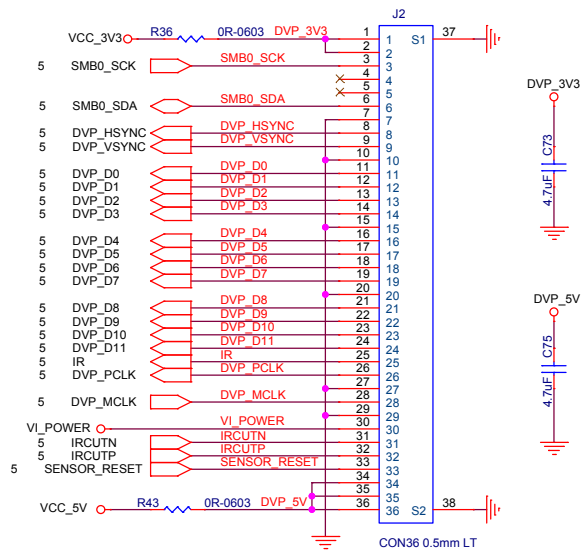 J2
VCC_3V3 R36 0R-0603 DVP_3V3 1 1 S1 37
2 2
5 SMB0_SCK SMB0_SCK 3 3
4 4
5 5
5 SMB0_SDA SMB0_SDA 6 6
7 7
5 DVP_HSYNC DVP_HSYNC 8 8
5 DVP_VSYNC DVP_VSYNC 9 9
10 10
5 DVP_D0 DVP_D0 11 11
5 DVP_D1 DVP_D1 12 12
5 DVP_D2 DVP_D2 13 13
5 DVP_D3 DVP_D3 14 14
15 15
5 DVP_D4 DVP_D4 16 16
5 DVP_D5 DVP_D5 17 17
5 DVP_D6 DVP_D6 18 18
5 DVP_D7 DVP_D7 19 19
20 20
5 DVP_D8 DVP_D8 21 21
5 DVP_D9 DVP_D9 22 22
5 DVP_D10 DVP_D10 23 23
5 DVP_D11 DVP_D11 24 24
5 IR IR 25 25
5 DVP_PCLK DVP_PCLK 26 26
27 27
5 DVP_MCLK DVP_MCLK 28 28
29 29
VI_POWER VI_POWER 30 30
5 IRCUTN IRCUTN 31 31
5 IRCUTP IRCUTP 32 32
5 SENSOR_RESET SENSOR_RESET 33 33
34 34
35 35
VCC_5V R43 0R-0603 DVP_5V 36 36 S2 38
CON36 0.5mm LT
DVP_3V3
C73
4.7uF
DVP_5V
C75
4.7uF